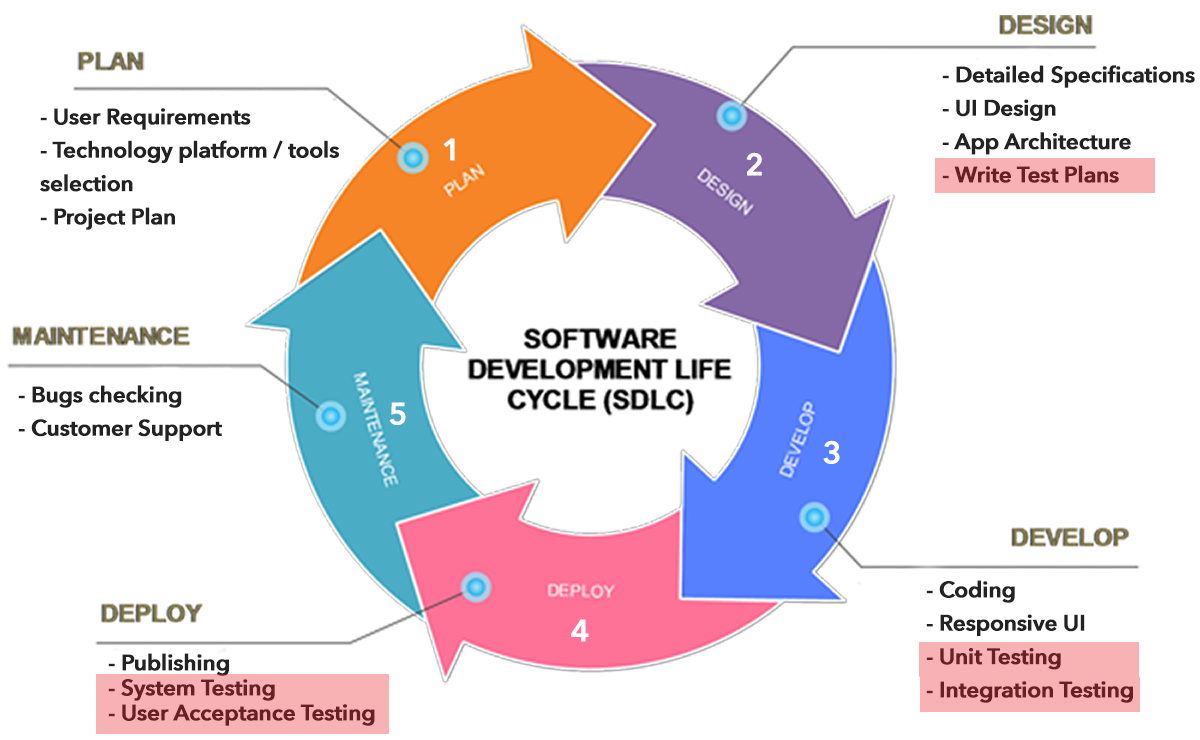 PLAN
- User Requirements
- Technology platform / tools
selection
- Project Plan
DESIGN
- Detailed Specifications
- UI Design
- App Architecture
- Write Test Plans
1
PLAN
2
DESIGN
SOFTWARE
DEVELOPMENT LIFE
CYCLE (SDLC)
DEVELOP
3
DEPLOY
4
MAINTENANCE
5
MAINTENANCE
- Bugs checking
- Customer Support
DEVELOP
- Coding
- Responsive UI
- Unit Testing
- Integration Testing
DEPLOY
- Publishing
- System Testing
- User Acceptance Testing